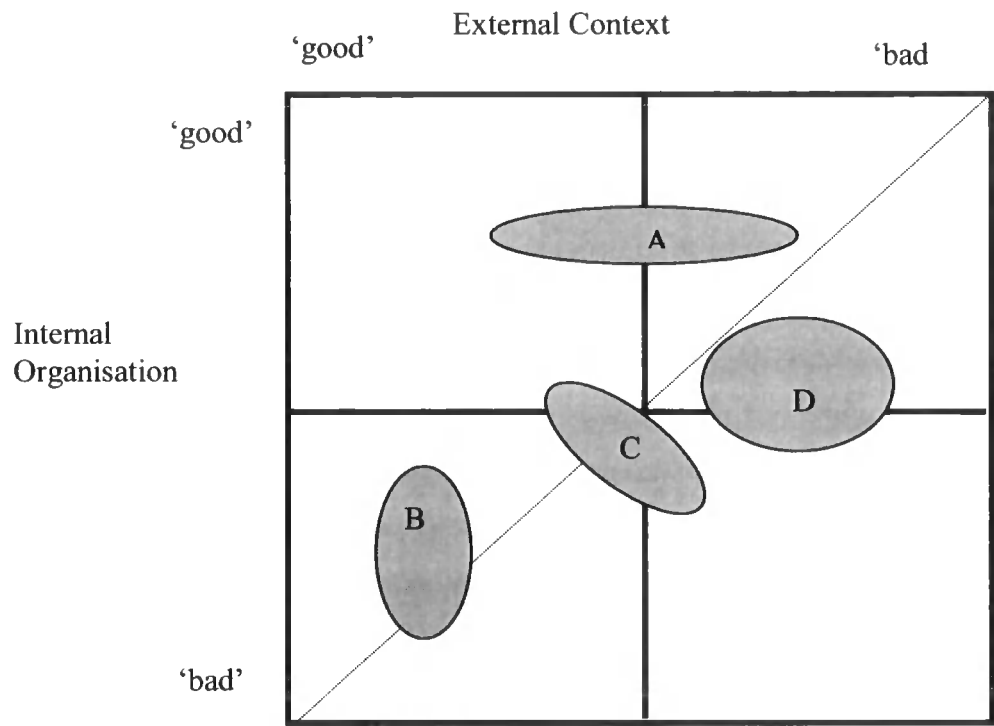 External Context
‘good’
‘bad
‘good’
A
Internal
Organisation
D
C
B
‘bad’